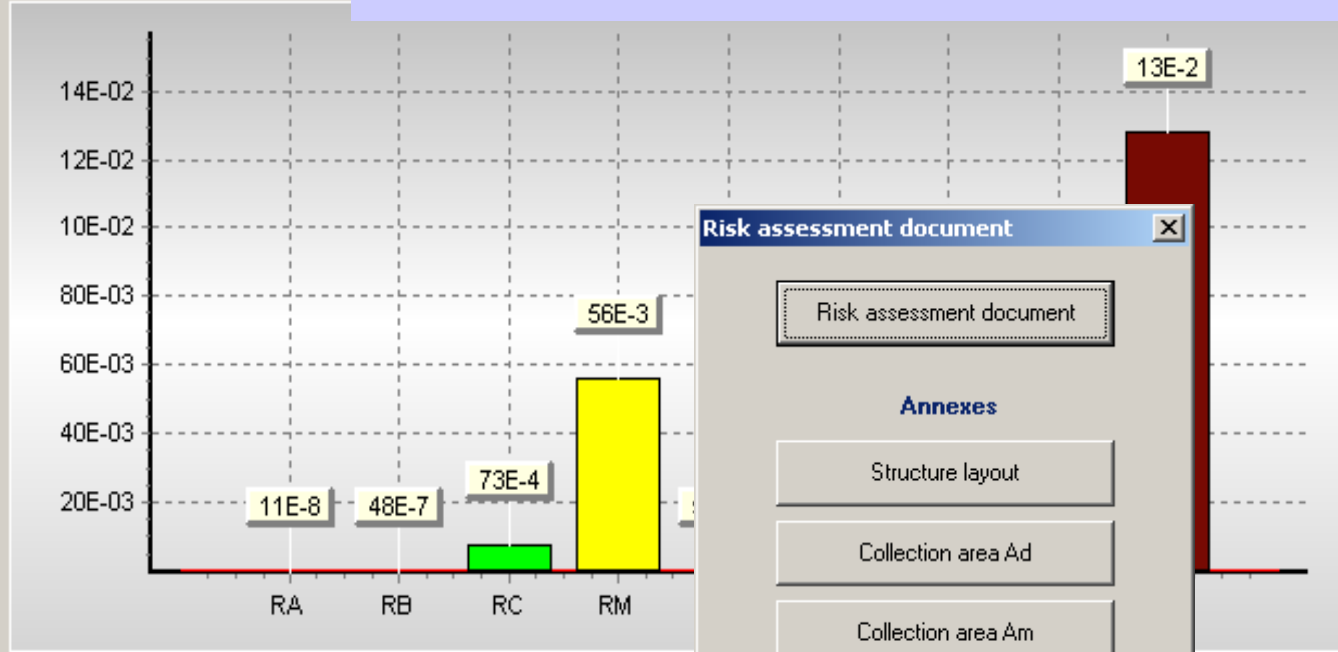 14E-02
12E-02
10E-02
80E-03
60E-03
40E-03
20E-03
11E-8
48E-7
73E-4
56E-3
13E-2
RA
RB
RC
RM
Risk assessment document
Risk assessment document
Annexes
Structure layout
Collection area Ad
Collection area Am